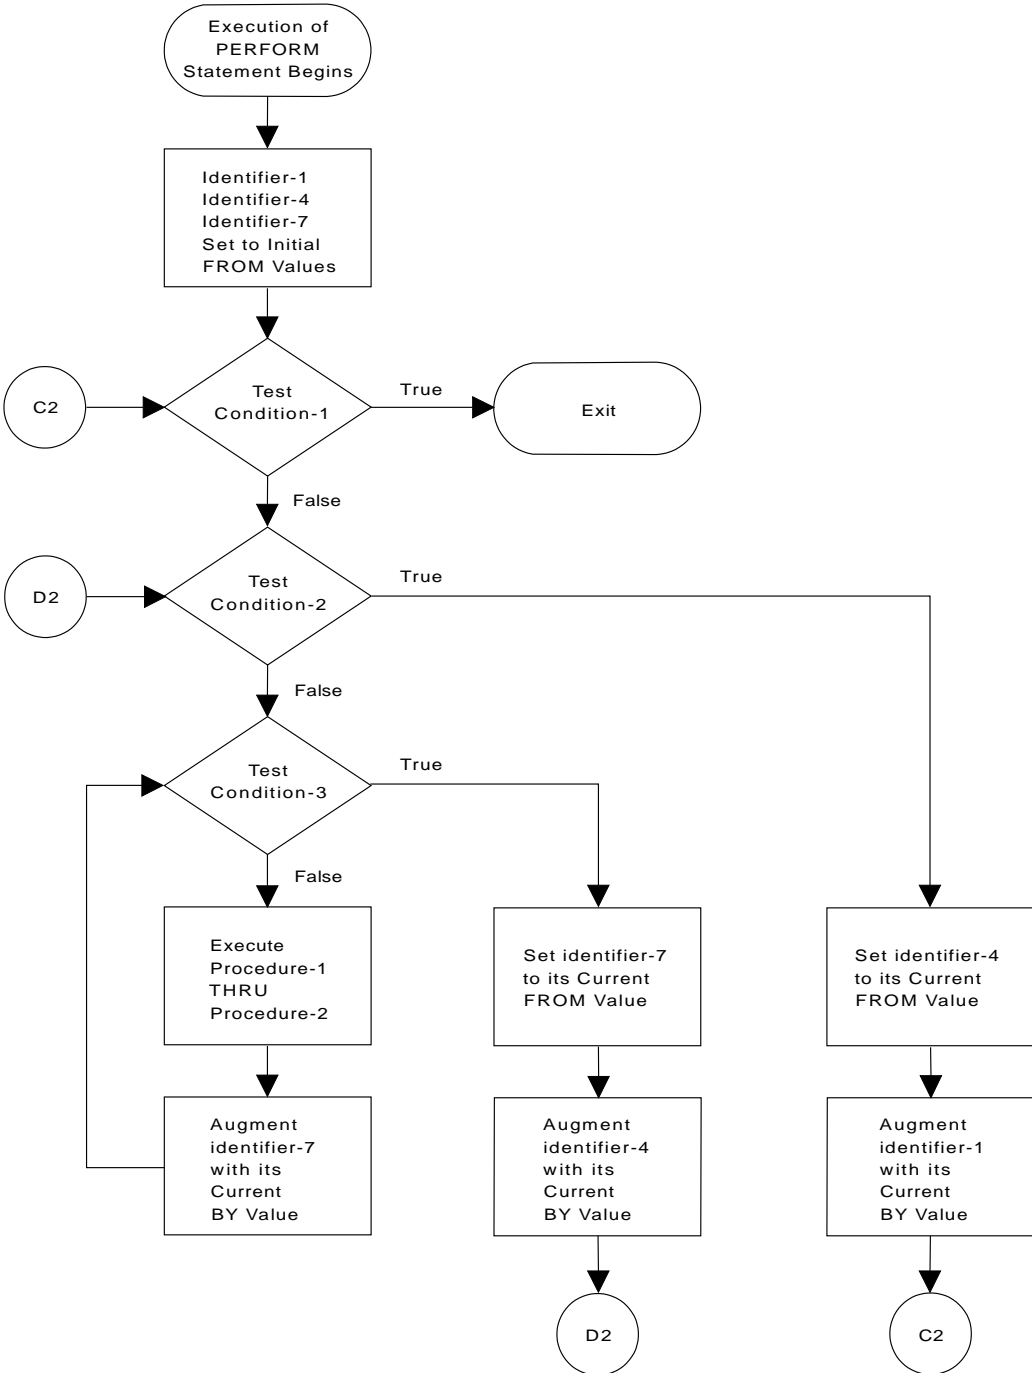 Execution of
PERFORM
Statement Begins
Identifier-1
Identifier-4
Identifier-7
Set to Initial
FROM Values
C2
Test
Condition-1
True
Exit
False
D2
Test
Condition-2
True
False
Test
Condition-3
True
False
Execute
Procedure-1
THRU
Procedure-2
Set identifier-7
to its Current
FROM Value
Set identifier-4
to its Current
FROM Value
Augment
identifier-7
with its
Current
BY Value
Augment
identifier-4
with its
Current
BY Value
Augment
identifier-1
with its
Current
BY Value
D2
C2